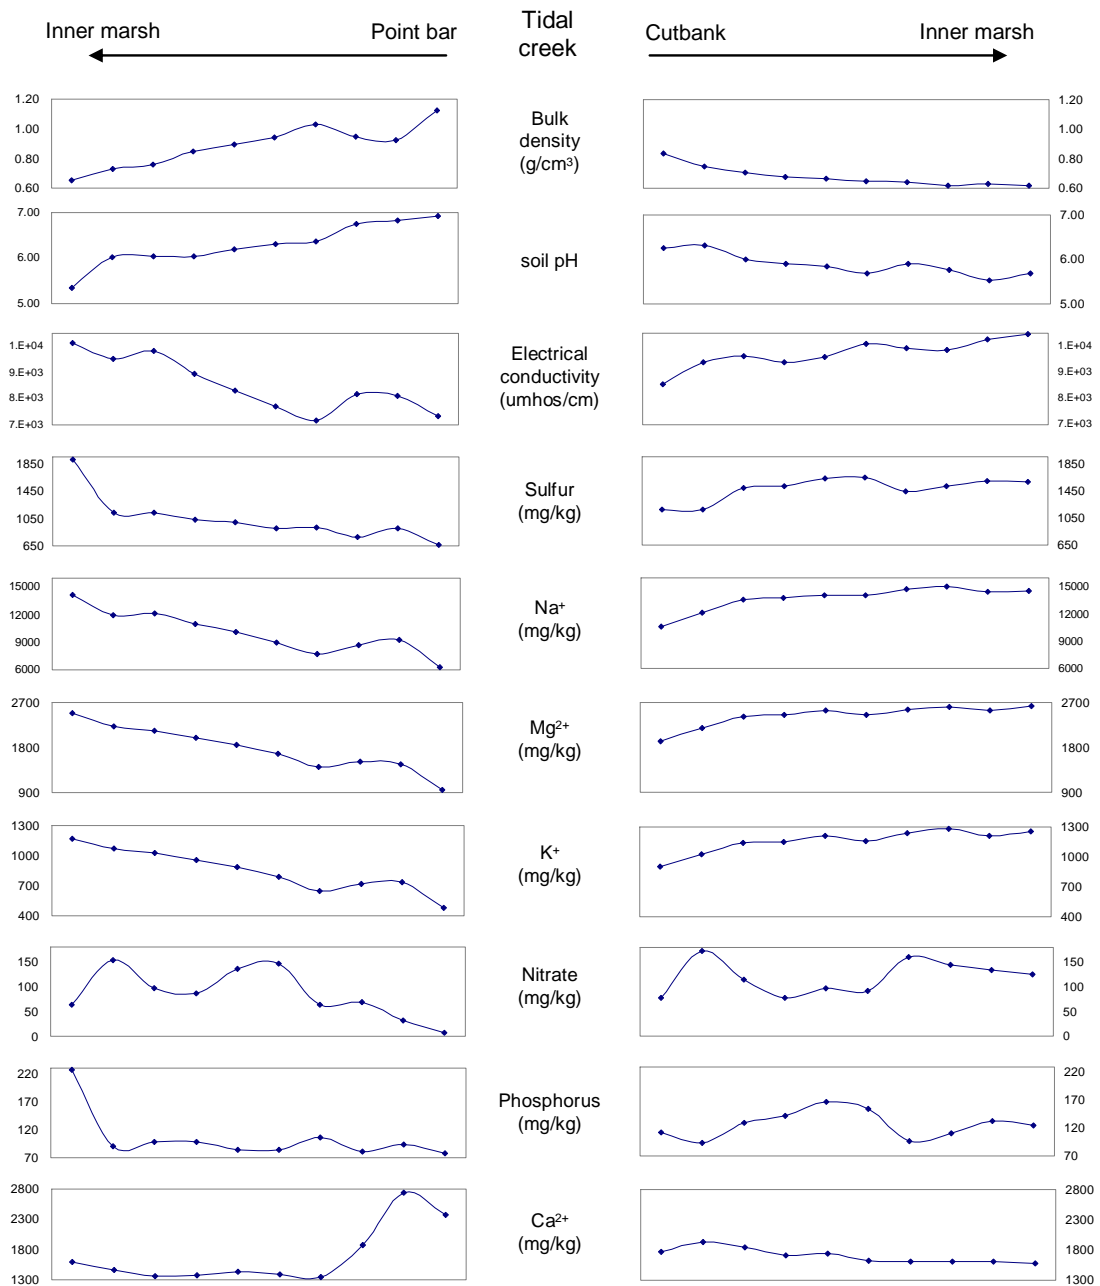 Inner marsh Point bar Tidal creek Cutbank Inner marsh
1.20
1.00
0.80
0.60
Bulk
density
(g/cm³)
1.20
1.00
0.80
0.60
7.00
6.00
5.00
soil pH
7.00
6.00
5.00
1.E+04
9.E+03
8.E+03
7.E+03
Electrical
conductivity
(umhos/cm)
1.E+04
9.E+03
8.E+03
7.E+03
1850
1450
1050
650
Sulfur
(mg/kg)
1850
1450
1050
650
15000
12000
9000
6000
Na⁺
(mg/kg)
15000
12000
9000
6000
2700
1800
900
Mg²⁺
(mg/kg)
2700
1800
900
1300
1000
700
400
K⁺
(mg/kg)
1300
1000
700
400
150
100
50
0
Nitrate
(mg/kg)
150
100
50
0
220
170
120
70
Phosphorus
(mg/kg)
220
170
120
70
2800
2300
1800
1300
Ca²⁺
(mg/kg)
2800
2300
1800
1300